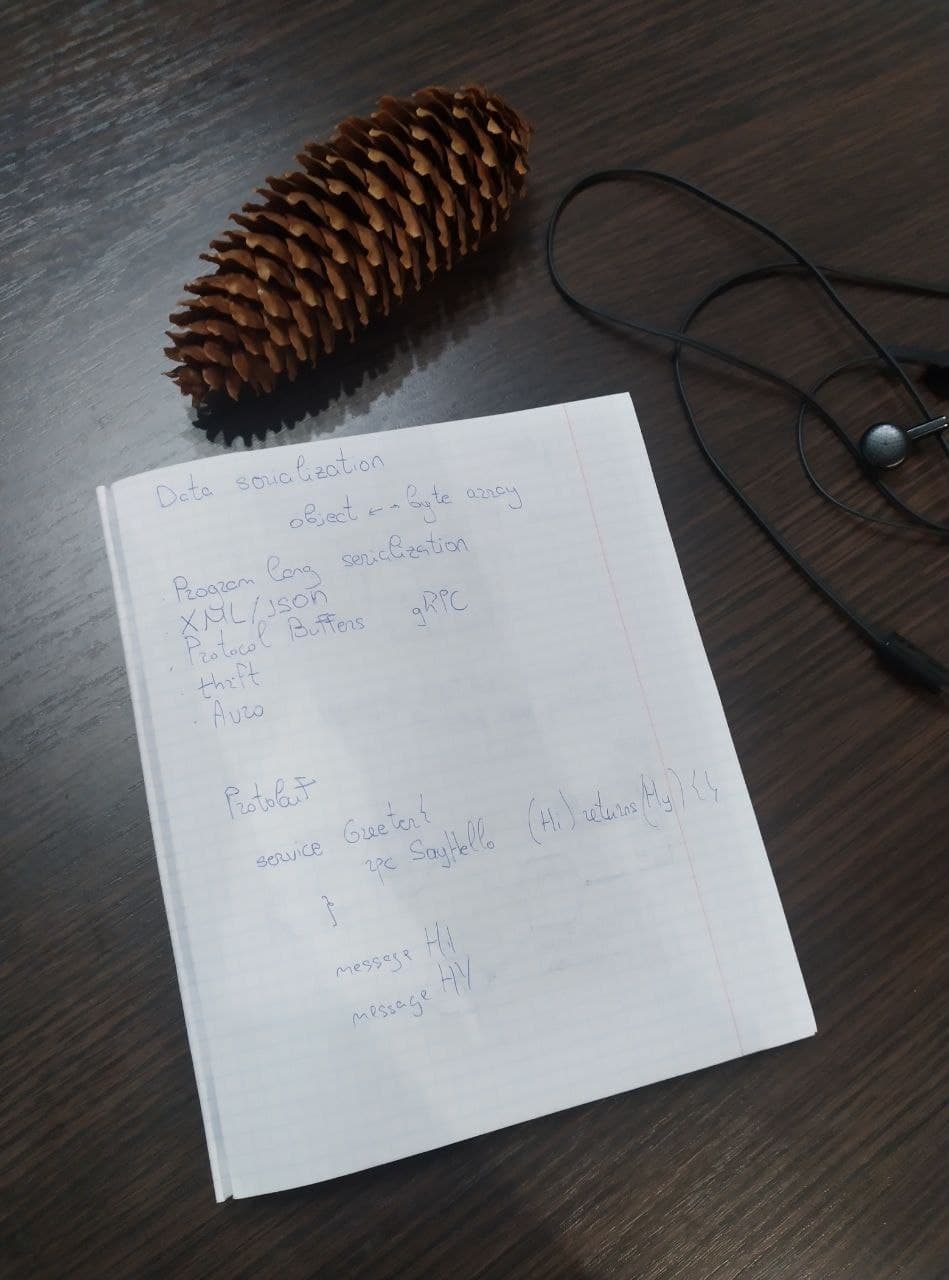 Data serialization
object ← → byte array
. Program lang serialization
. XML/JSON
. Protocol Buffers gRPC
. thrift
. Avro
Protobuf
service Greeter{
rpc SayHello (Hi) returns (Hy) {}
}
message Hi
message HY